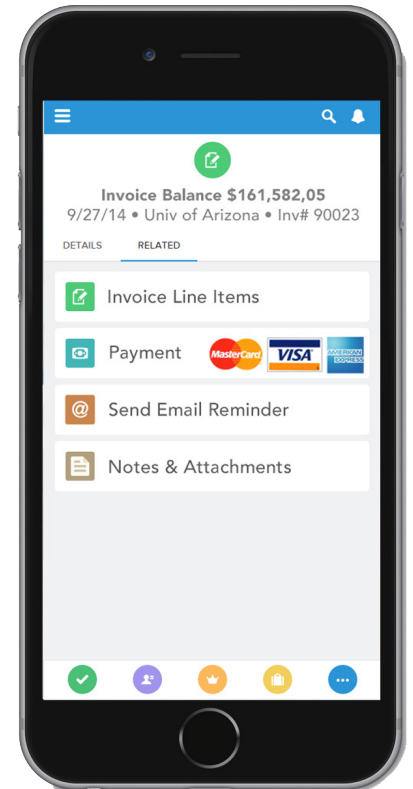 Invoice Balance $161,582,05
9/27/14 • Univ of Arizona • Inv# 90023
DETAILS RELATED
Invoice Line Items
Payment MasterCard VISA AMERICAN EXPRESS
@ Send Email Reminder
Notes & Attachments